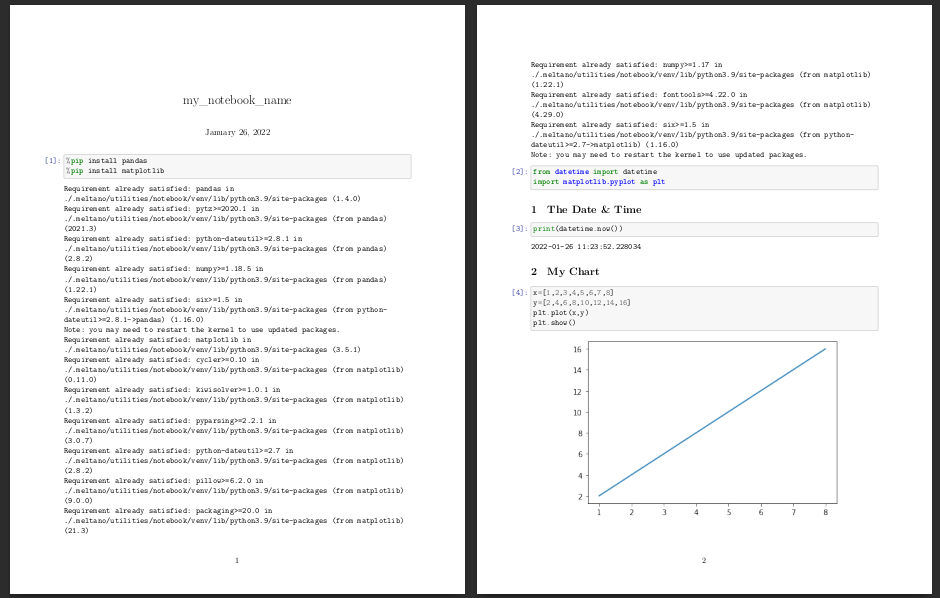 my_notebook_name
January 26, 2022
[1]: %pip install pandas
%pip install matplotlib
Requirement already satisfied: pandas in
./.meltano/utilities/notebook/venv/lib/python3.9/site-packages (1.4.0)
Requirement already satisfied: pytz>=2020.1 in
./.meltano/utilities/notebook/venv/lib/python3.9/site-packages (from pandas)
(2021.3)
Requirement already satisfied: python-dateutil>=2.8.1 in
./.meltano/utilities/notebook/venv/lib/python3.9/site-packages (from pandas)
(2.8.2)
Requirement already satisfied: numpy>=1.18.5 in
./.meltano/utilities/notebook/venv/lib/python3.9/site-packages (from pandas)
(1.22.1)
Requirement already satisfied: six>=1.5 in
./.meltano/utilities/notebook/venv/lib/python3.9/site-packages (from python-
dateutil>=2.8.1->pandas) (1.16.0)
Note: you may need to restart the kernel to use updated packages.
Requirement already satisfied: matplotlib in
./.meltano/utilities/notebook/venv/lib/python3.9/site-packages (3.5.1)
Requirement already satisfied: cycler>=0.10 in
./.meltano/utilities/notebook/venv/lib/python3.9/site-packages (from matplotlib)
(0.11.0)
Requirement already satisfied: kiwisolver>=1.0.1 in
./.meltano/utilities/notebook/venv/lib/python3.9/site-packages (from matplotlib)
(1.3.2)
Requirement already satisfied: pyparsing>=2.2.1 in
./.meltano/utilities/notebook/venv/lib/python3.9/site-packages (from matplotlib)
(3.0.7)
Requirement already satisfied: python-dateutil>=2.7 in
./.meltano/utilities/notebook/venv/lib/python3.9/site-packages (from matplotlib)
(2.8.2)
Requirement already satisfied: pillow>=6.2.0 in
./.meltano/utilities/notebook/venv/lib/python3.9/site-packages (from matplotlib)
(9.0.0)
Requirement already satisfied: packaging>=20.0 in
./.meltano/utilities/notebook/venv/lib/python3.9/site-packages (from matplotlib)
(21.3)
1
Requirement already satisfied: numpy>=1.17 in
./.meltano/utilities/notebook/venv/lib/python3.9/site-packages (from matplotlib)
(1.22.1)
Requirement already satisfied: fonttools>=4.22.0 in
./.meltano/utilities/notebook/venv/lib/python3.9/site-packages (from matplotlib)
(4.29.0)
Requirement already satisfied: six>=1.5 in
./.meltano/utilities/notebook/venv/lib/python3.9/site-packages (from python-
dateutil>=2.7->matplotlib) (1.16.0)
Note: you may need to restart the kernel to use updated packages.
[2]: from datetime import datetime
import matplotlib.pyplot as plt
1 The Date & Time
[3]: print(datetime.now())
2022-01-26 11:23:52.228034
2 My Chart
[4]: x=[1,2,3,4,5,6,7,8]
y=[2,4,6,8,10,12,14,16]
plt.plot(x,y)
plt.show()
16
14
12
10
8
6
4
2
1 2 3 4 5 6 7 8
2